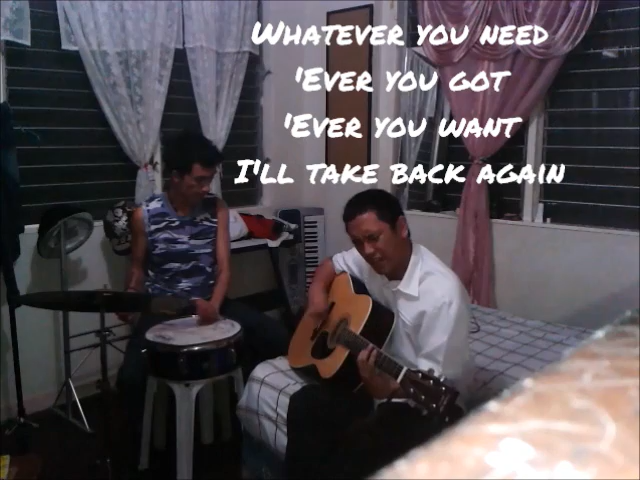 Whatever you need
'Ever you got
'Ever you want
I'll take back again